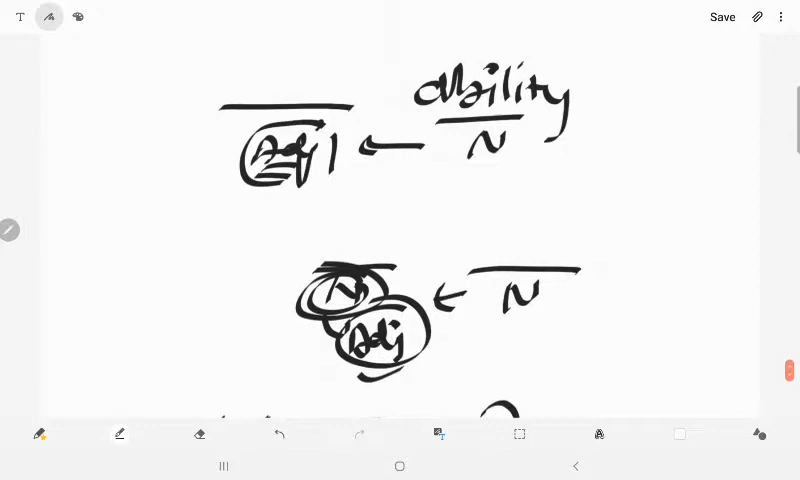 Save
ability
Adj ← N
N ← N
Adj